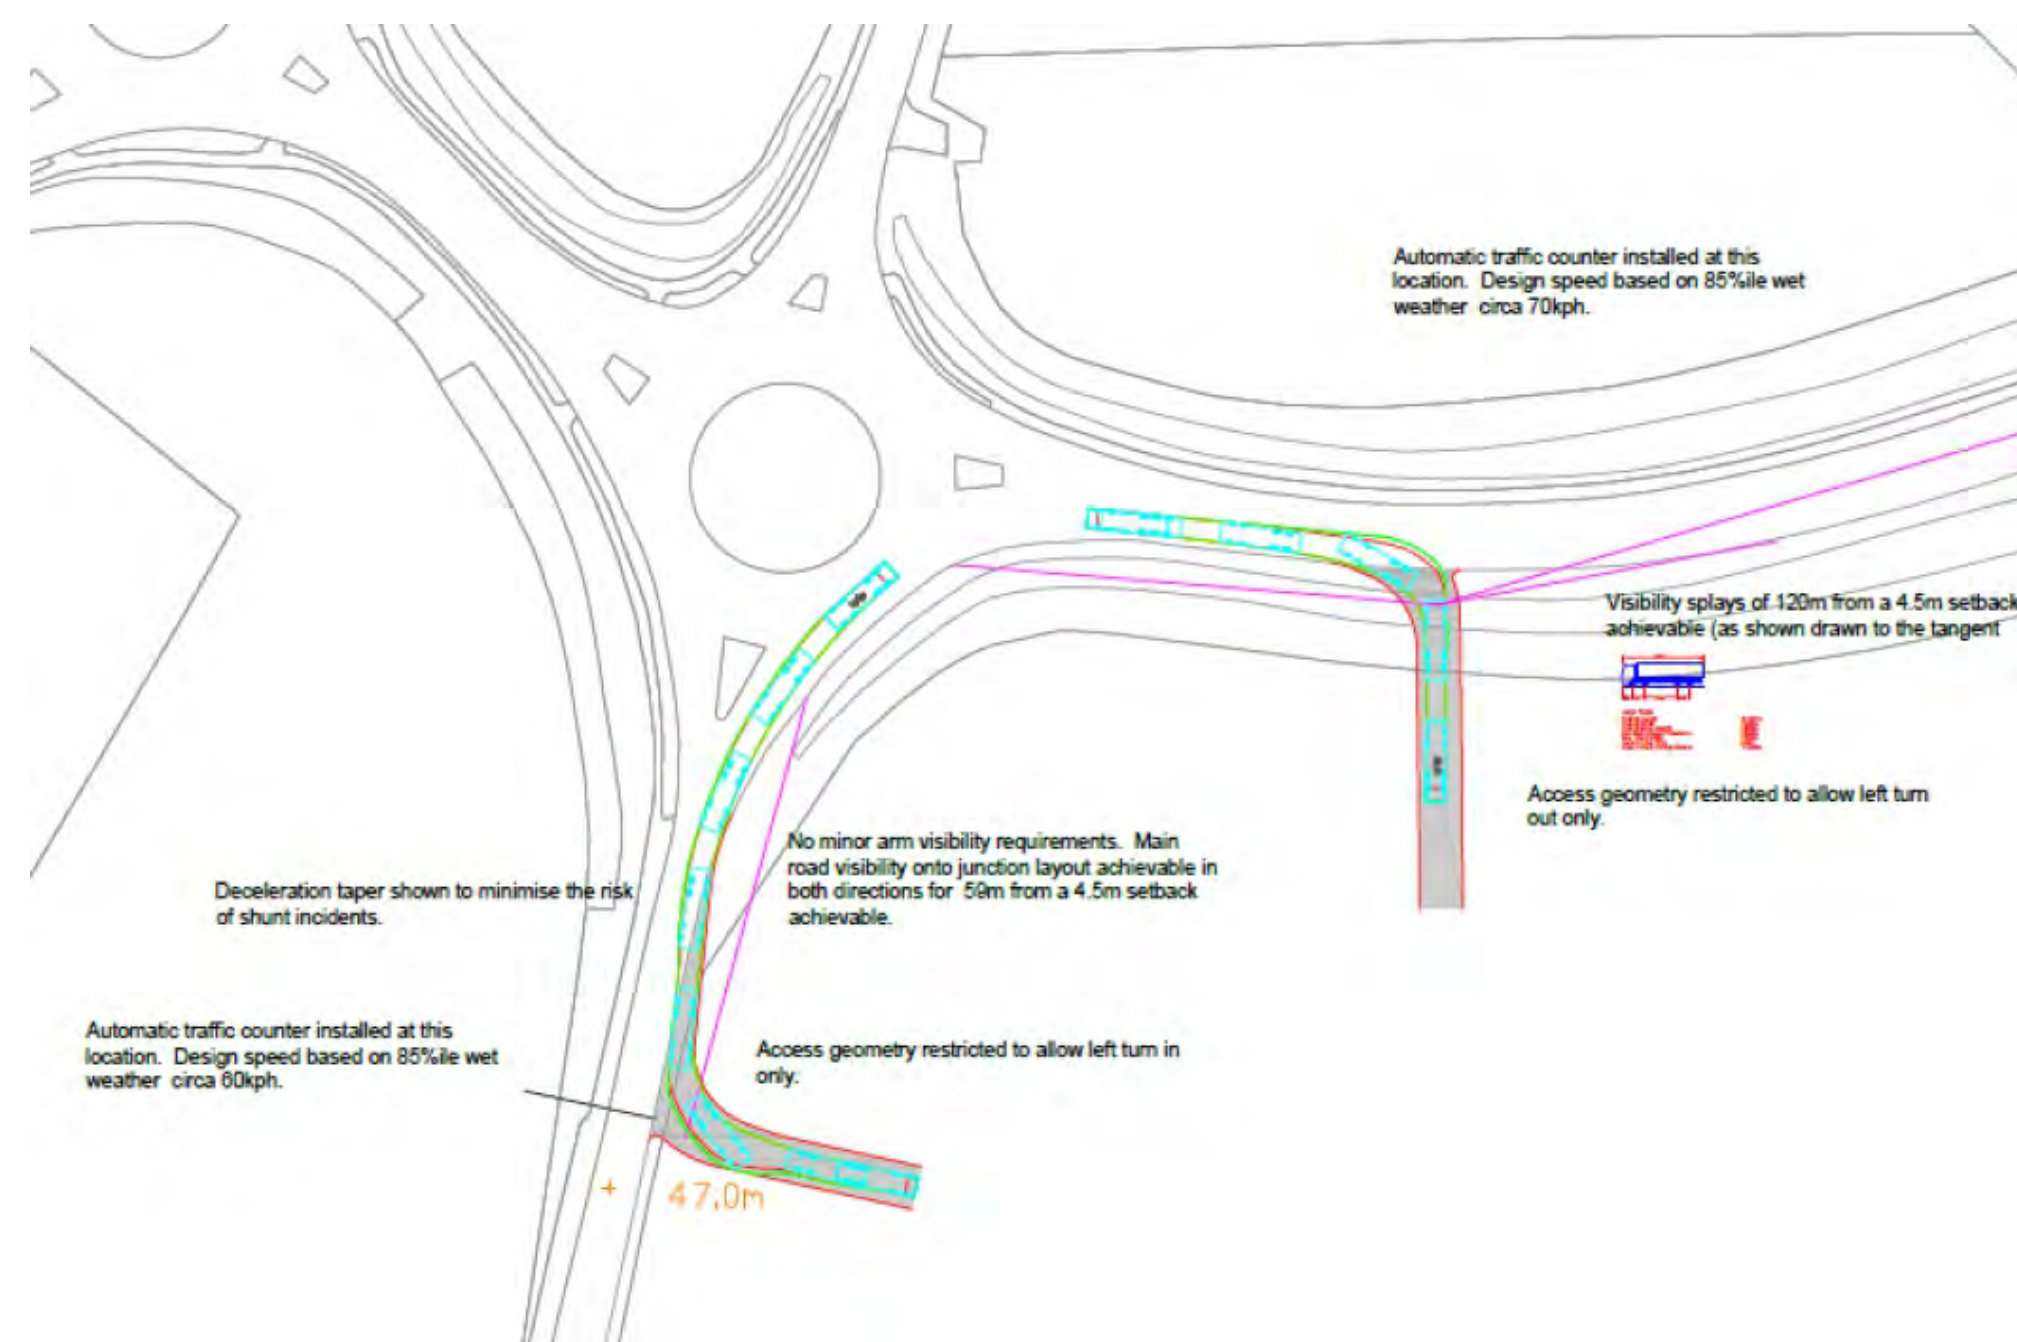 Automatic traffic counter installed at this
location. Design speed based on 85%ile wet
weather circa 70kph.
Visibility splays of 120m from a 4.5m setback
achievable (as shown drawn to the tangent
Access geometry restricted to allow left turn
out only.
No minor arm visibility requirements. Main
road visibility onto junction layout achievable in
both directions for 59m from a 4.5m setback
achievable.
Deceleration taper shown to minimise the risk
of shunt incidents.
Automatic traffic counter installed at this
location. Design speed based on 85%ile wet
weather circa 60kph.
Access geometry restricted to allow left turn in
only.
47.0m